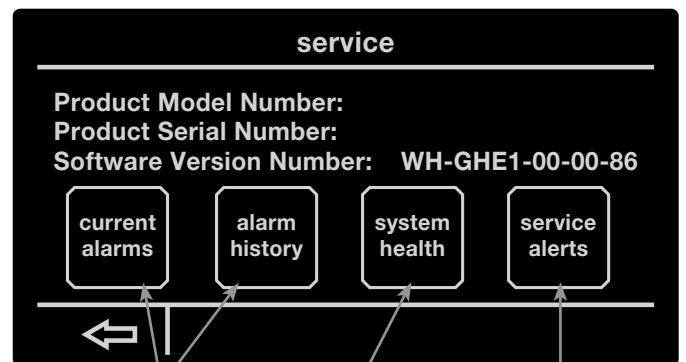 service
Product Model Number:
Product Serial Number:
Software Version Number: WH-GHE1-00-00-86
current
alarms
alarm
history
system
health
service
alerts